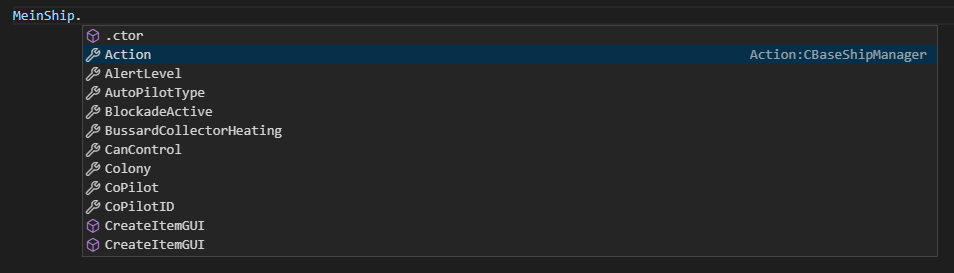 MeinShip.
.ctor
Action Action:CBaseShipManager
AlertLevel
AutoPilotType
BlockadeActive
BussardCollectorHeating
CanControl
Colony
CoPilot
CoPilotID
CreateItemGUI
CreateItemGUI